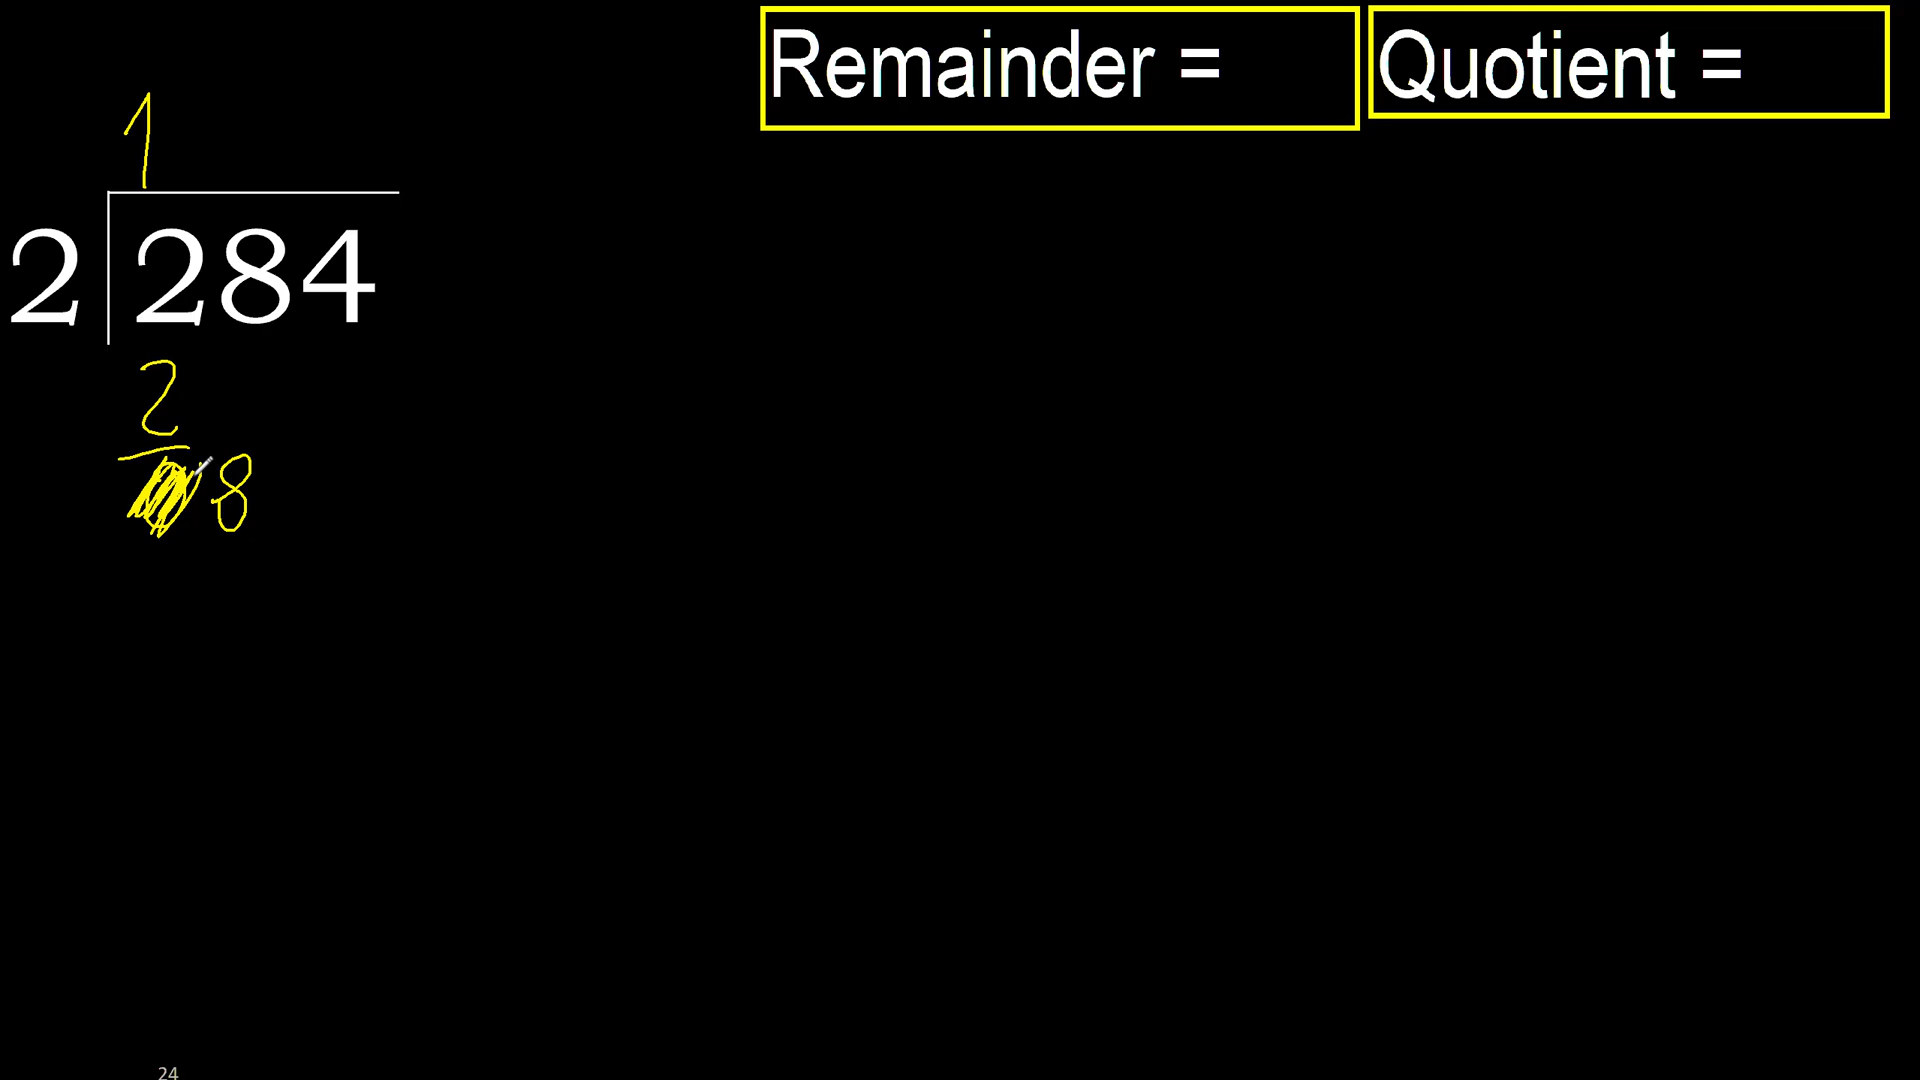 Remainder =
Quotient =
1
2 284
2
8
24